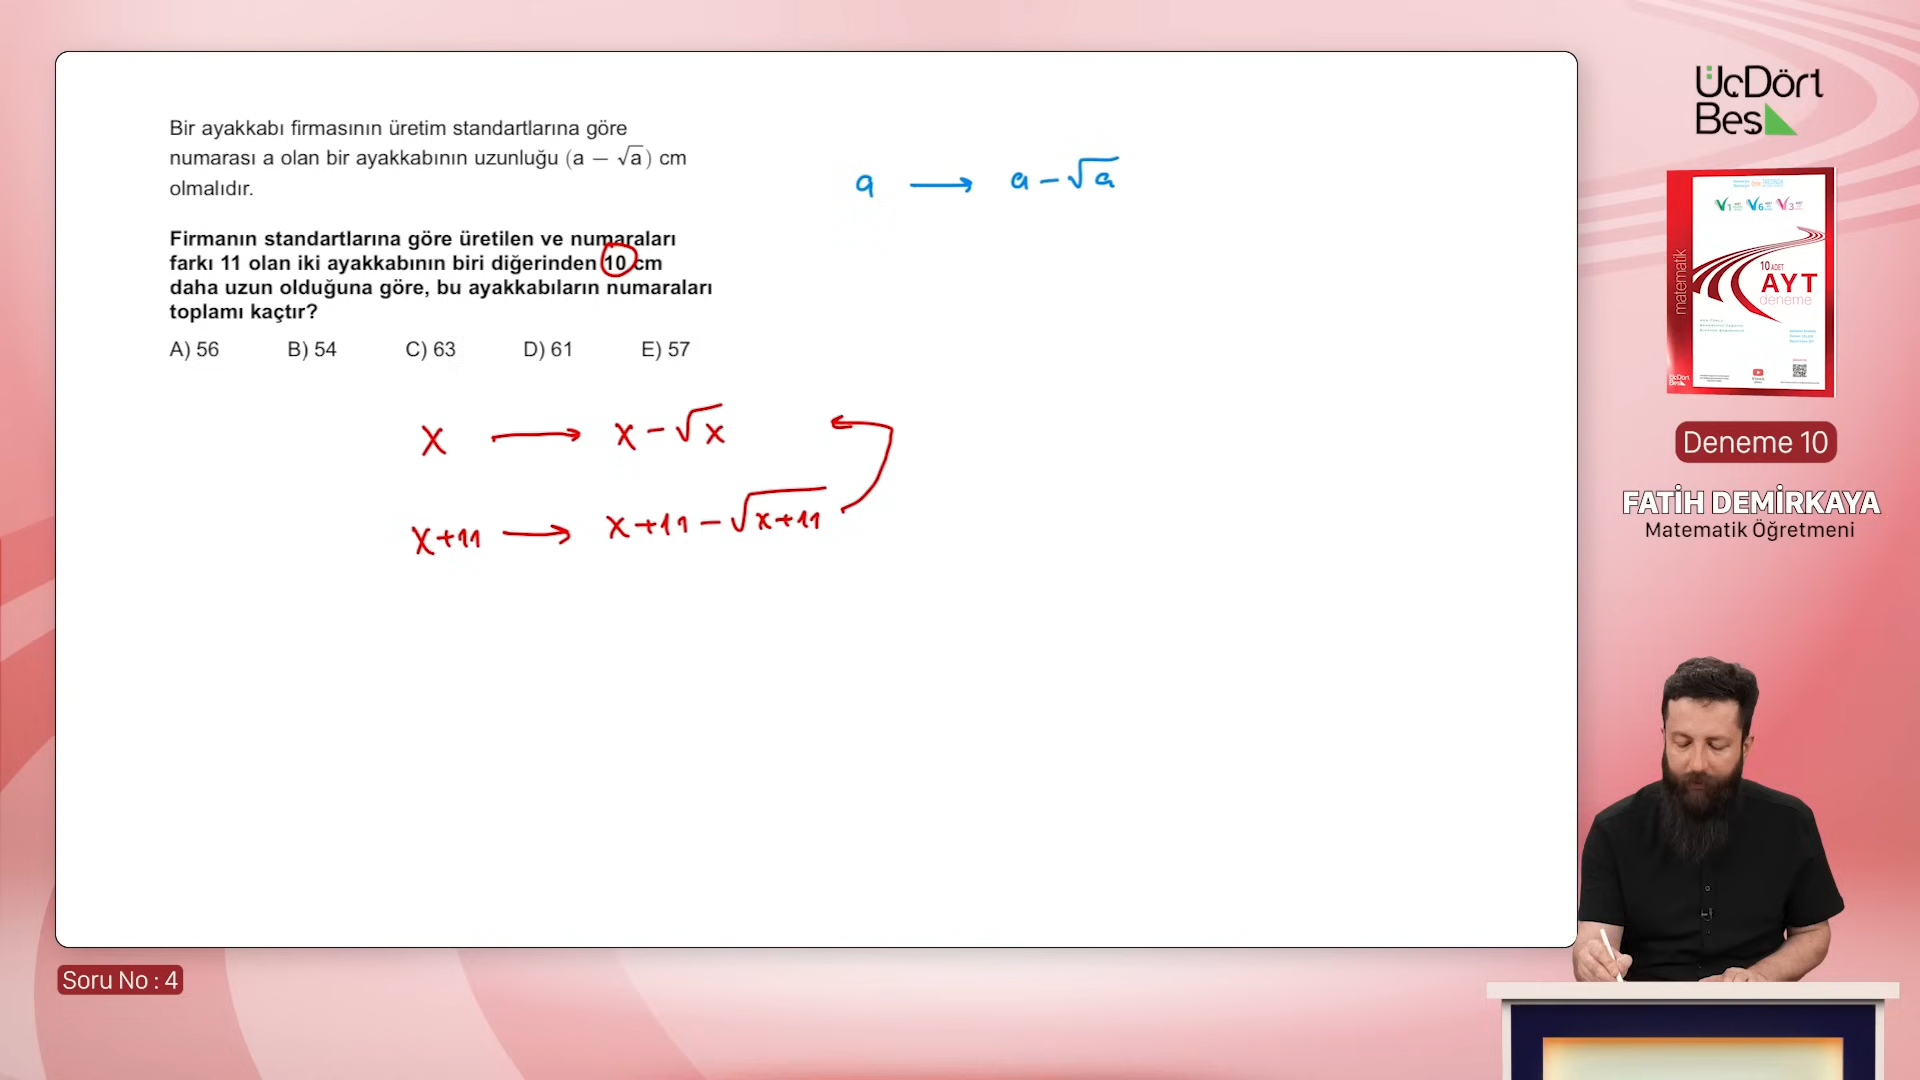 Bir ayakkabı firmasının üretim standartlarına göre
numarası a olan bir ayakkabının uzunluğu (a − √a) cm
olmalıdır.
Firmanın standartlarına göre üretilen ve numaraları
farkı 11 olan iki ayakkabının biri diğerinden 10 cm
daha uzun olduğuna göre, bu ayakkabıların numaraları
toplamı kaçtır?
A) 56 B) 54 C) 63 D) 61 E) 57
a → a − √a
x → x − √x
x+11 → x+11 − √x+11
ÜçDört
Beş
matematik
10 ADET
AYT
deneme
ÜçDört
Beş
Deneme 10
FATİH DEMİRKAYA
Matematik Öğretmeni
Soru No : 4